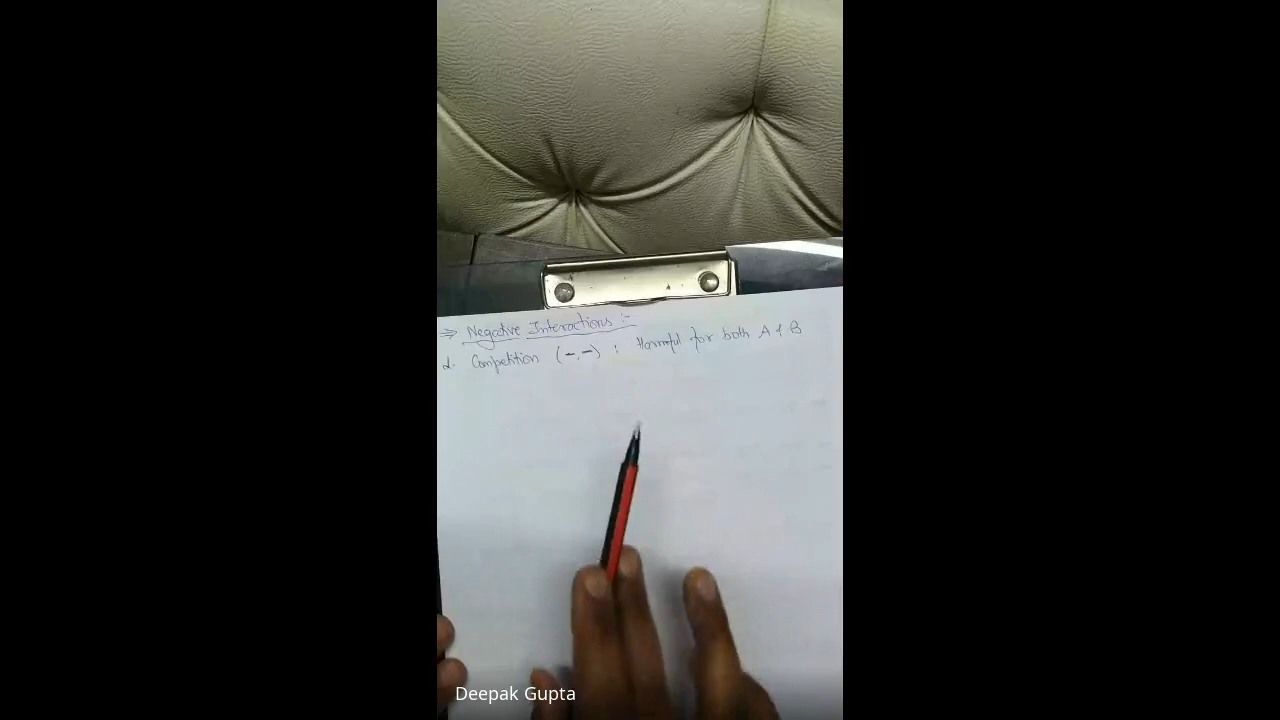 ⇒ Negative Interactions :-
1. Competition (-,-) : Harmful for both A & B
Deepak Gupta